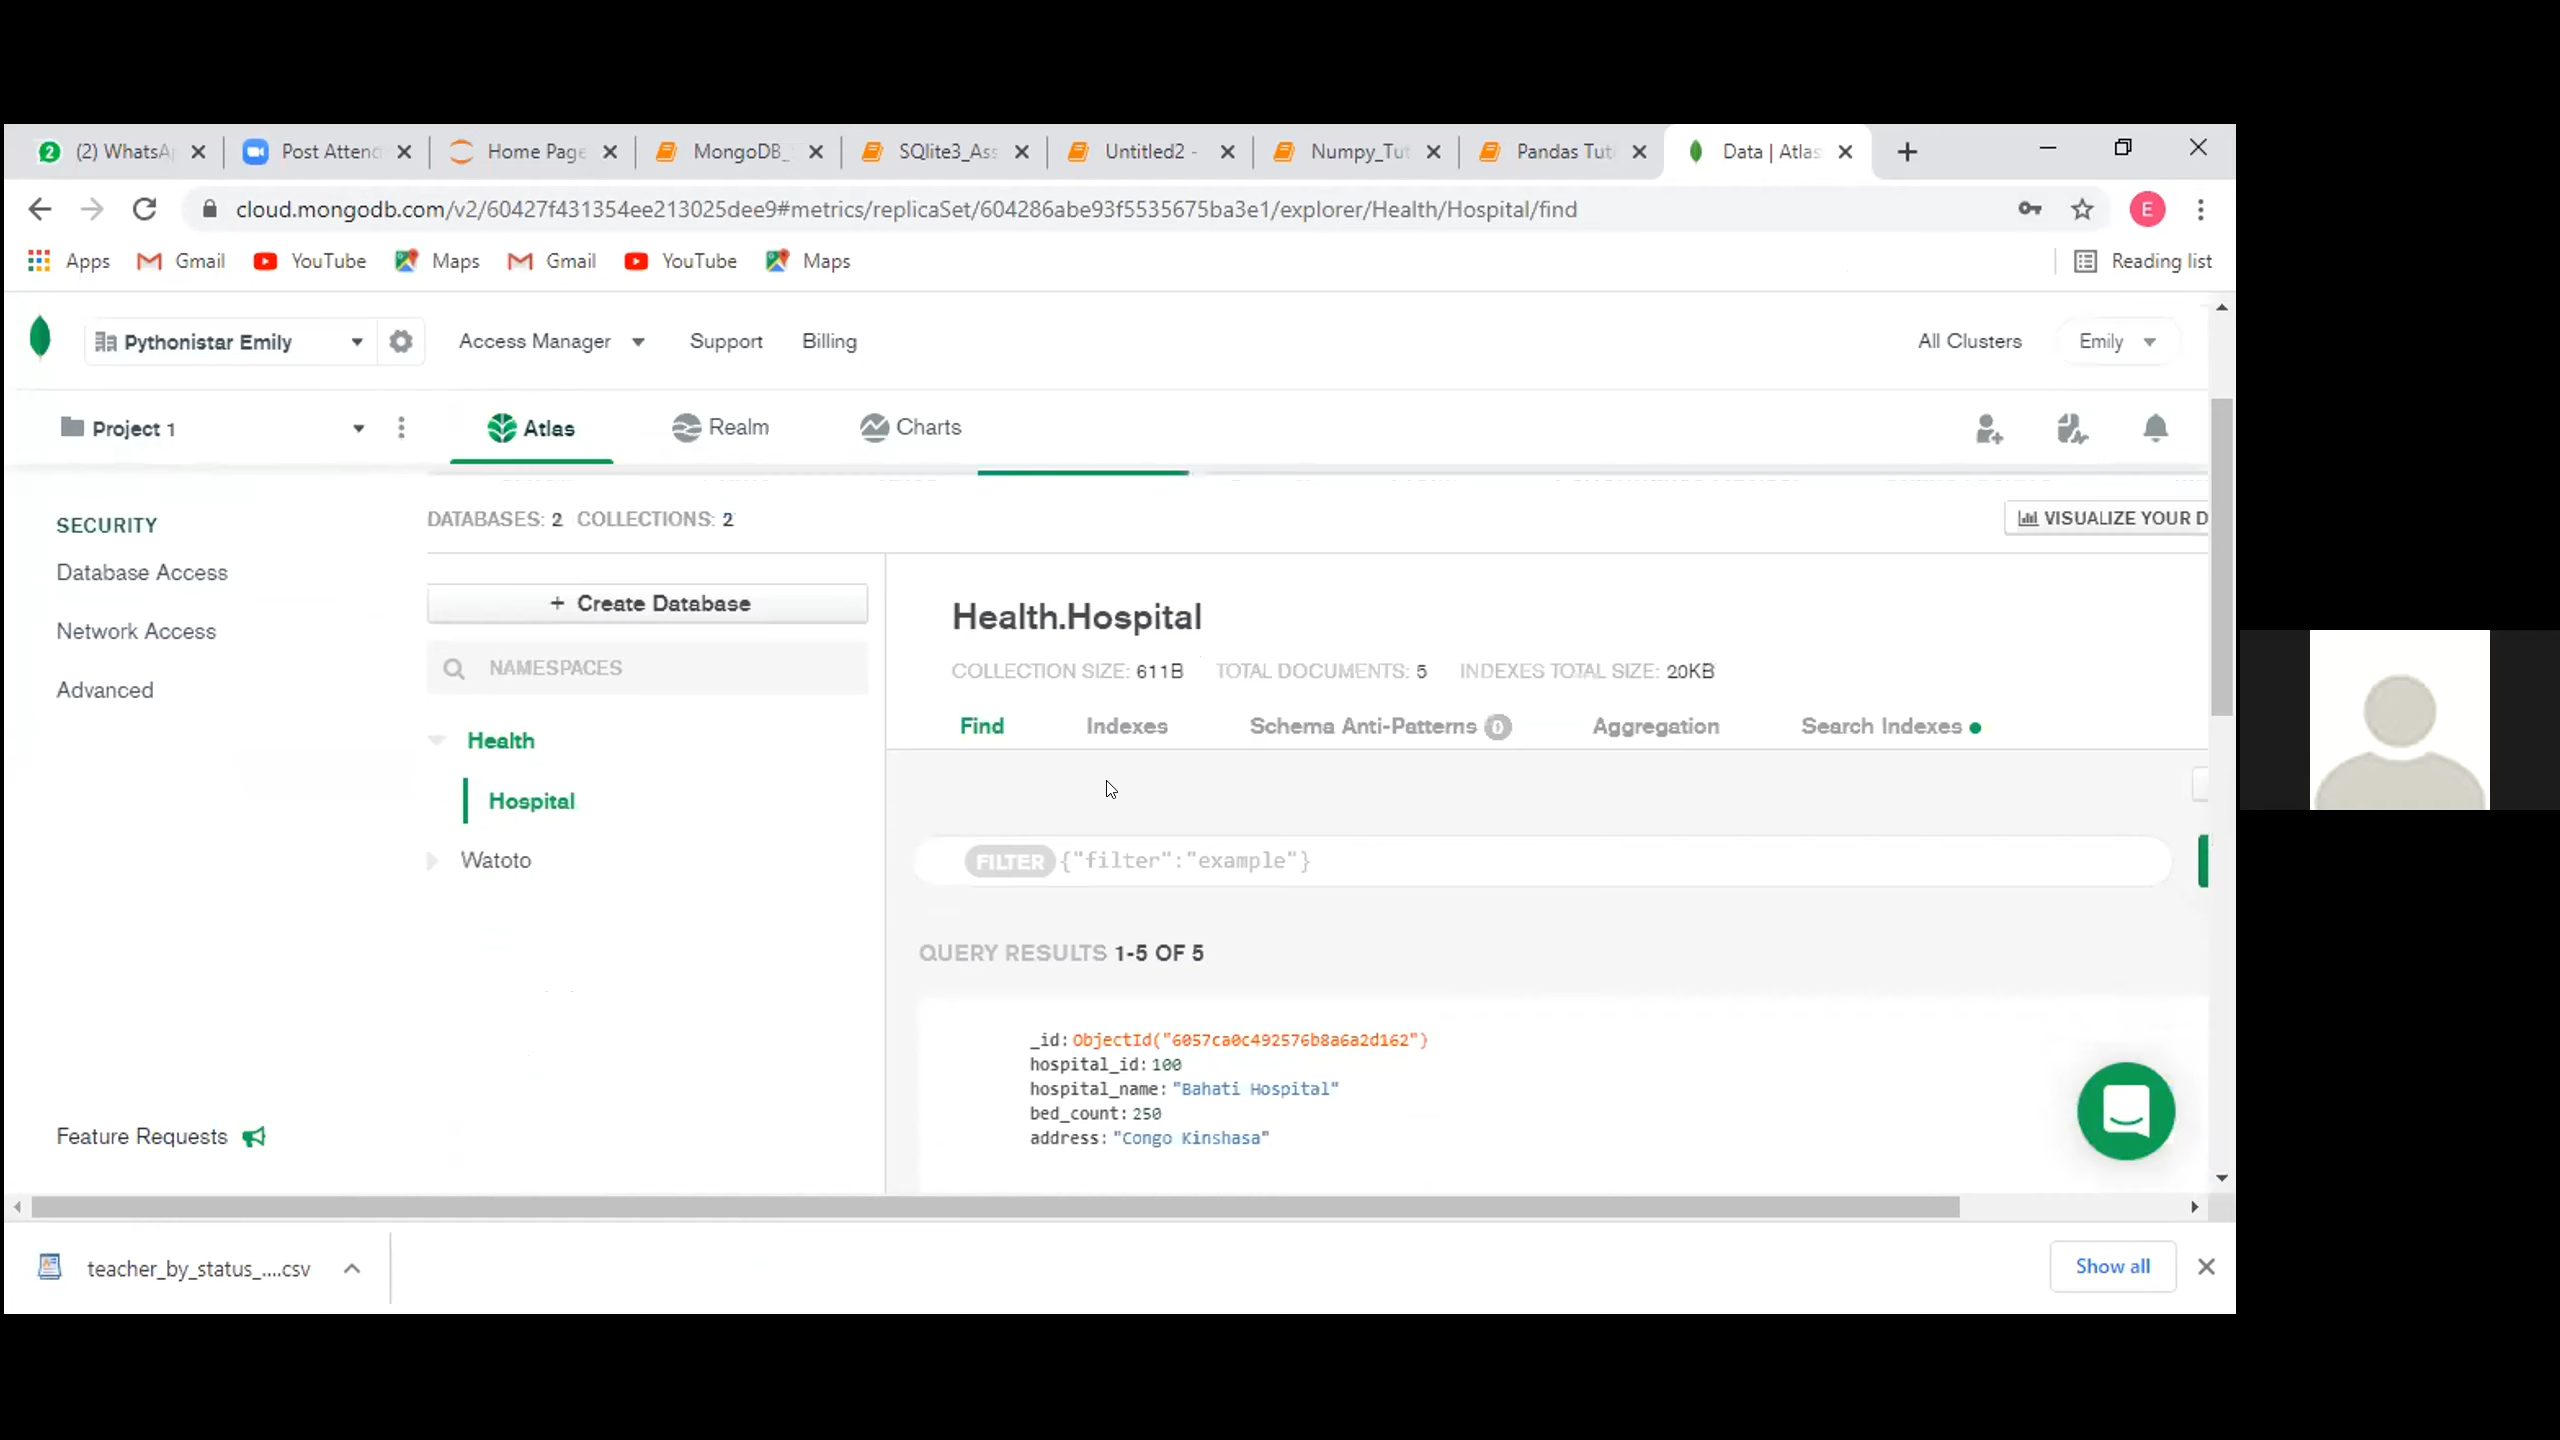 2 (2) WhatsA Post Attend Home Page MongoDB_ SQlite3_Ass Untitled2 - Numpy_Tut Pandas Tut Data | Atlas
cloud.mongodb.com/v2/60427f431354ee213025dee9#metrics/replicaSet/604286abe93f5535675ba3e1/explorer/Health/Hospital/find E
Apps Gmail YouTube Maps Gmail YouTube Maps Reading list
Pythonistar Emily Access Manager Support Billing All Clusters Emily
Project 1 Atlas Realm Charts
SECURITY
Database Access
Network Access
Advanced
Feature Requests
DATABASES: 2 COLLECTIONS: 2
VISUALIZE YOUR D
+ Create Database
NAMESPACES
Health
Hospital
Watoto
Health.Hospital
COLLECTION SIZE: 611B TOTAL DOCUMENTS: 5 INDEXES TOTAL SIZE: 20KB
Find Indexes Schema Anti-Patterns 0 Aggregation Search Indexes
FILTER {"filter":"example"}
QUERY RESULTS 1-5 OF 5
_id: ObjectId("6057ca0c492576b8a6a2d162")
hospital_id: 100
hospital_name: "Bahati Hospital"
bed_count: 250
address: "Congo Kinshasa"
teacher_by_status_....csv Show all